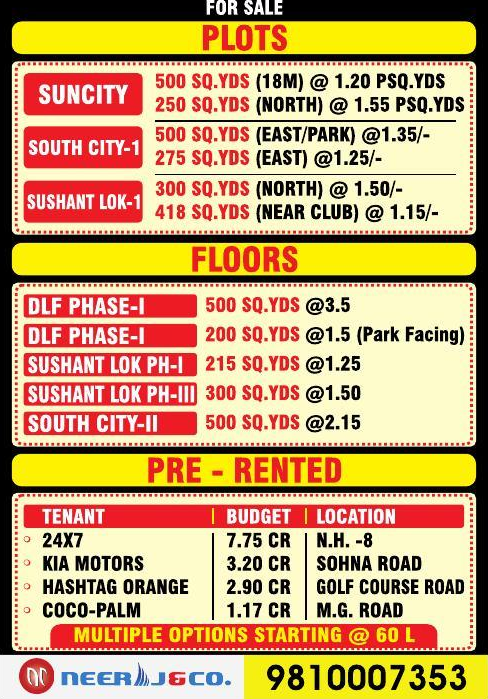 FOR SALE
PLOTS
SUNCITY
500 SQ.YDS (18M) @ 1.20 PSQ.YDS
250 SQ.YDS (NORTH) @ 1.55 PSQ.YDS
SOUTH CITY-1
500 SQ.YDS (EAST/PARK) @1.35/-
275 SQ.YDS (EAST) @1.25/-
SUSHANT LOK-1
300 SQ.YDS (NORTH) @ 1.50/-
418 SQ.YDS (NEAR CLUB) @ 1.15/-
FLOORS
DLF PHASE-I 500 SQ.YDS @3.5
DLF PHASE-I 200 SQ.YDS @1.5 (Park Facing)
SUSHANT LOK PH-I 215 SQ.YDS @1.25
SUSHANT LOK PH-III 300 SQ.YDS @1.50
SOUTH CITY-II 500 SQ.YDS @2.15
PRE - RENTED
TENANT BUDGET LOCATION
24X7 7.75 CR N.H. -8
KIA MOTORS 3.20 CR SOHNA ROAD
HASHTAG ORANGE 2.90 CR GOLF COURSE ROAD
COCO-PALM 1.17 CR M.G. ROAD
MULTIPLE OPTIONS STARTING @ 60 L
NEERAJ&CO. 9810007353